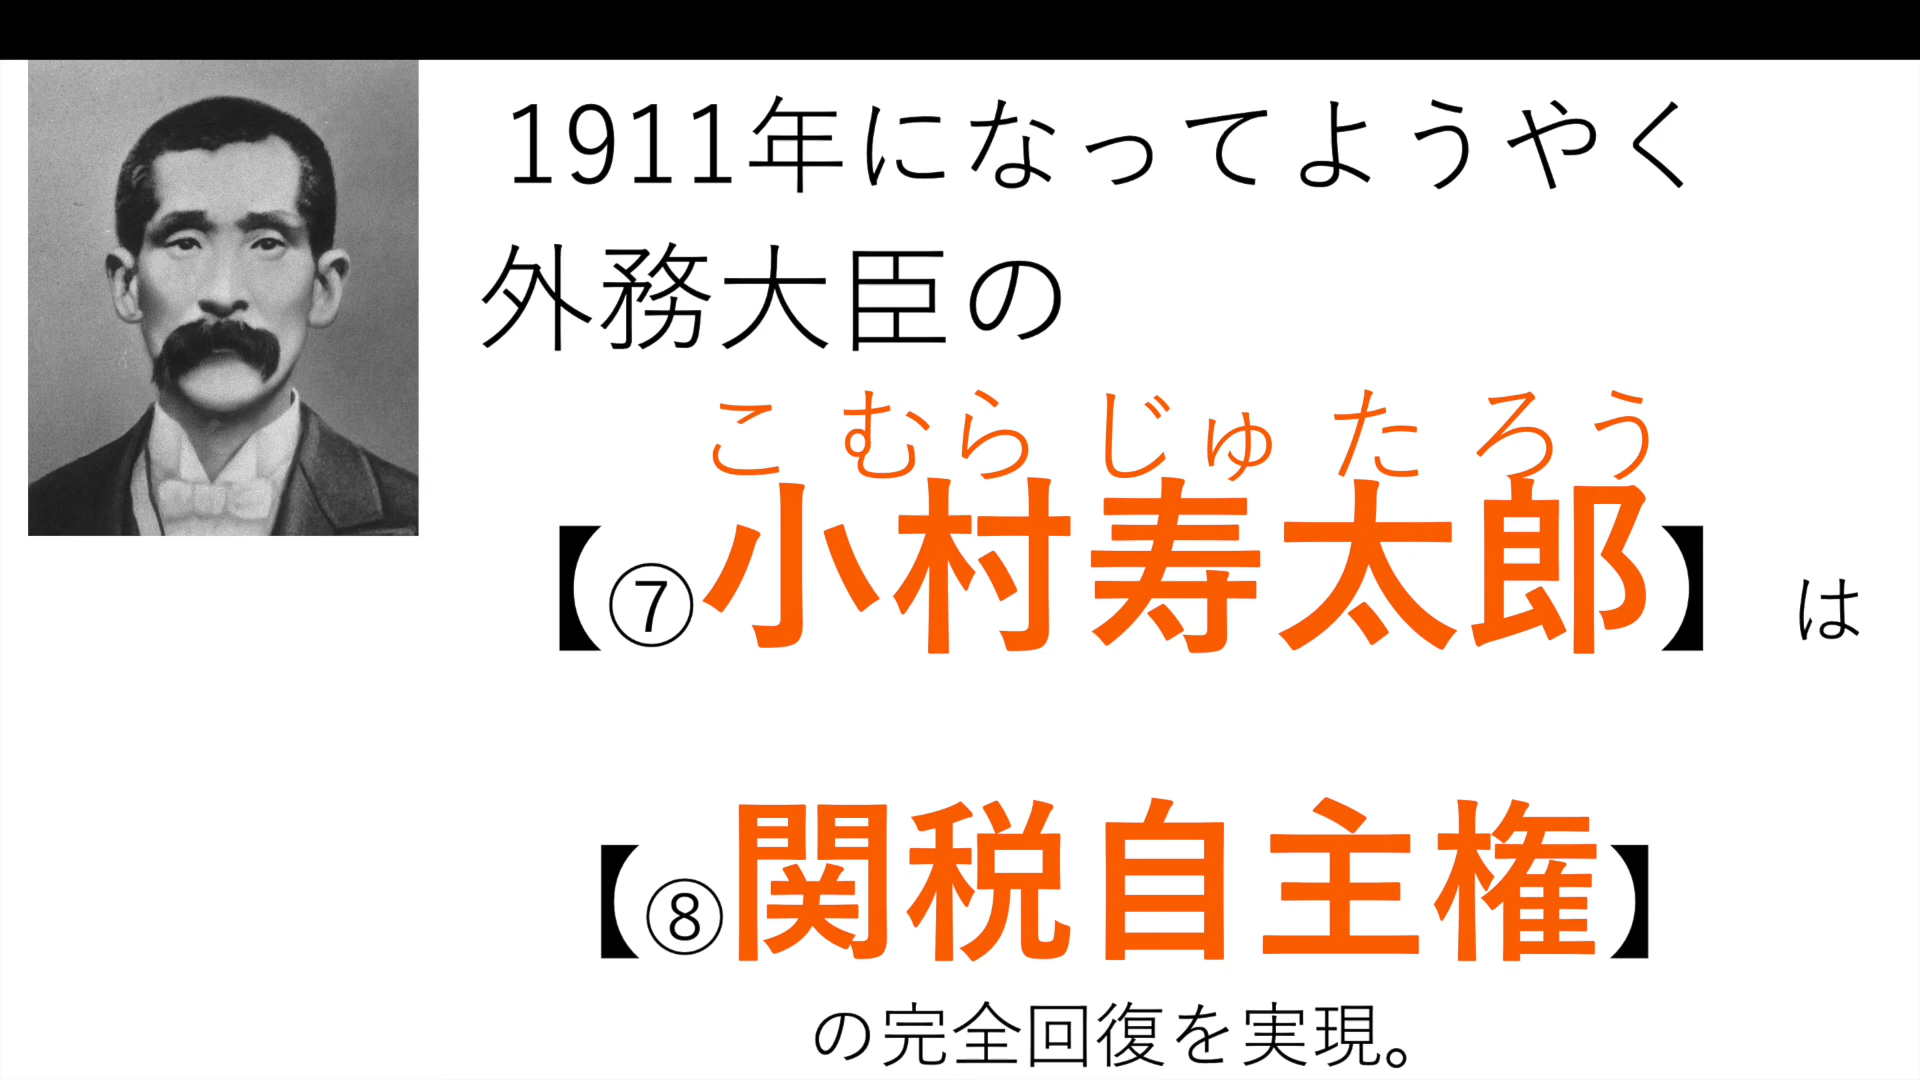 1911年になってようやく
外務大臣の
こ むら じゅ た ろう
【⑦小村寿太郎】 は
【⑧関税自主権】
の完全回復を実現。